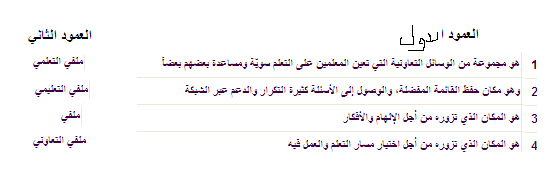 العمود الاول العمود الثاني
1 هو مجموعة من الوسائل التعاونية التي تعين المعلمين على التعلم سويّة ومساعدة بعضهم بعضاً ملفي التعلمي
2 وهو مكان حفظ القائمة المفضلة، والوصول إلى الأسئلة كثيرة التكرار والدعم عبر الشبكة ملفي التعليمي
3 هو المكان الذي تزوره من أجل الإلهام والأفكار ملفي
4 هو المكان الذي تزوره من أجل اختيار مسار التعلم والعمل فيه ملفي التعاوني